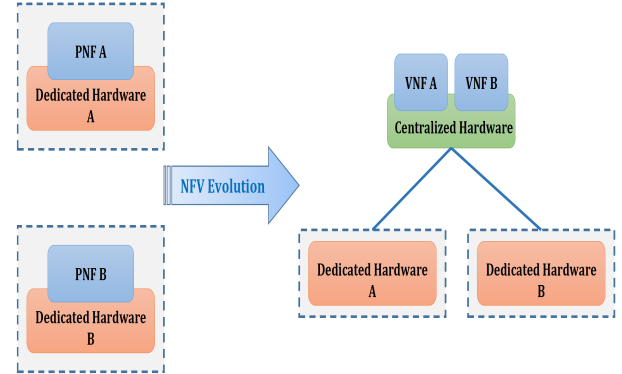 PNF A
Dedicated Hardware
A
NFV Evolution
PNF B
Dedicated Hardware
B
VNF A
VNF B
Centralized Hardware
Dedicated Hardware
A
Dedicated Hardware
B